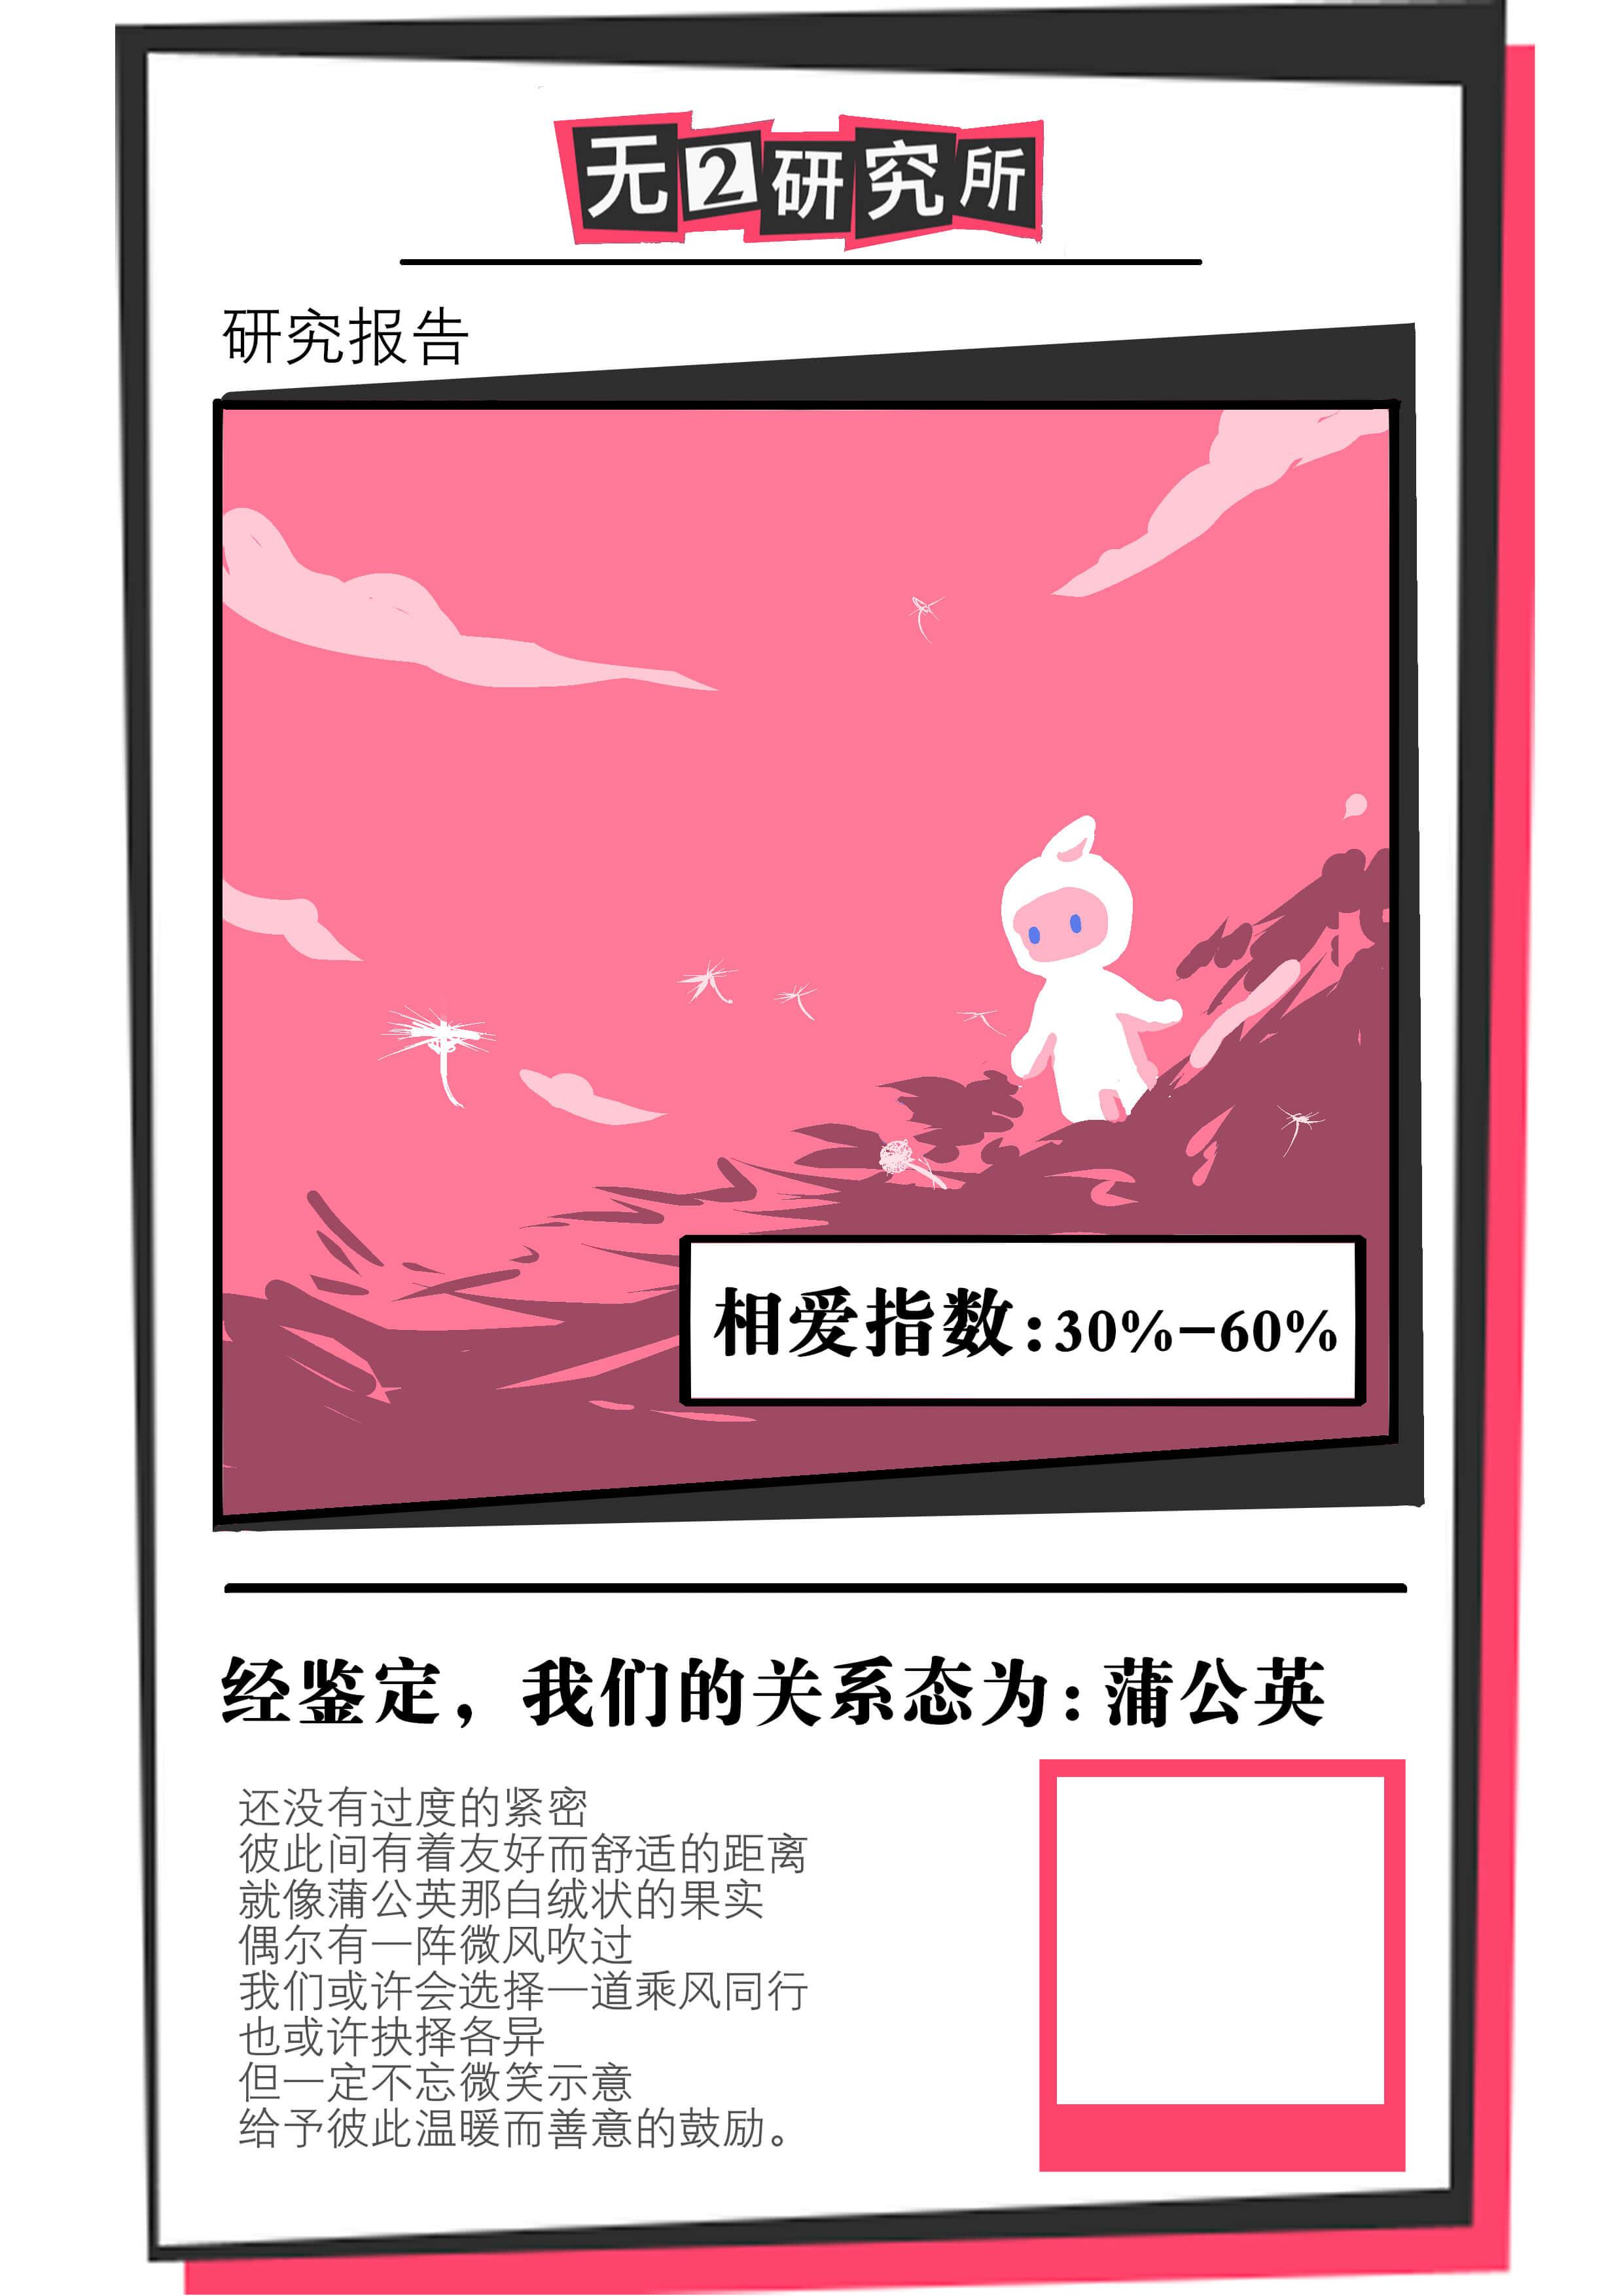 无2研究所
研究报告
相爱指数:30%-60%
经鉴定，我们的关系态为:蒲公英
还没有过度的紧密
彼此间有着友好而舒适的距离
就像蒲公英那白绒状的果实
偶尔有一阵微风吹过
我们或许会选择一道乘风同行
也或许抉择各异
但一定不忘微笑示意
给予彼此温暖而善意的鼓励。